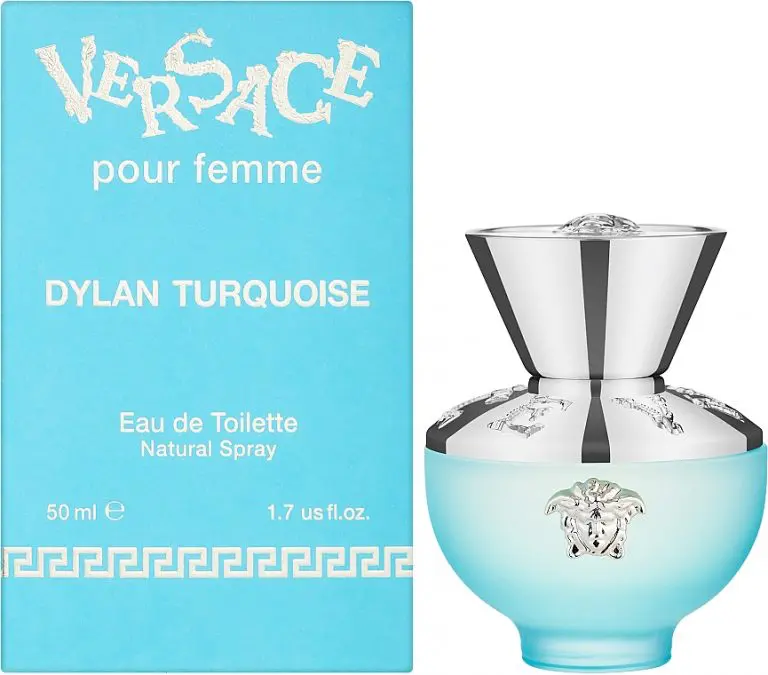 VERSACE
pour femme
DYLAN TURQUOISE
Eau de Toilette
Natural Spray
50 ml ℮ 1.7 us fl.oz.